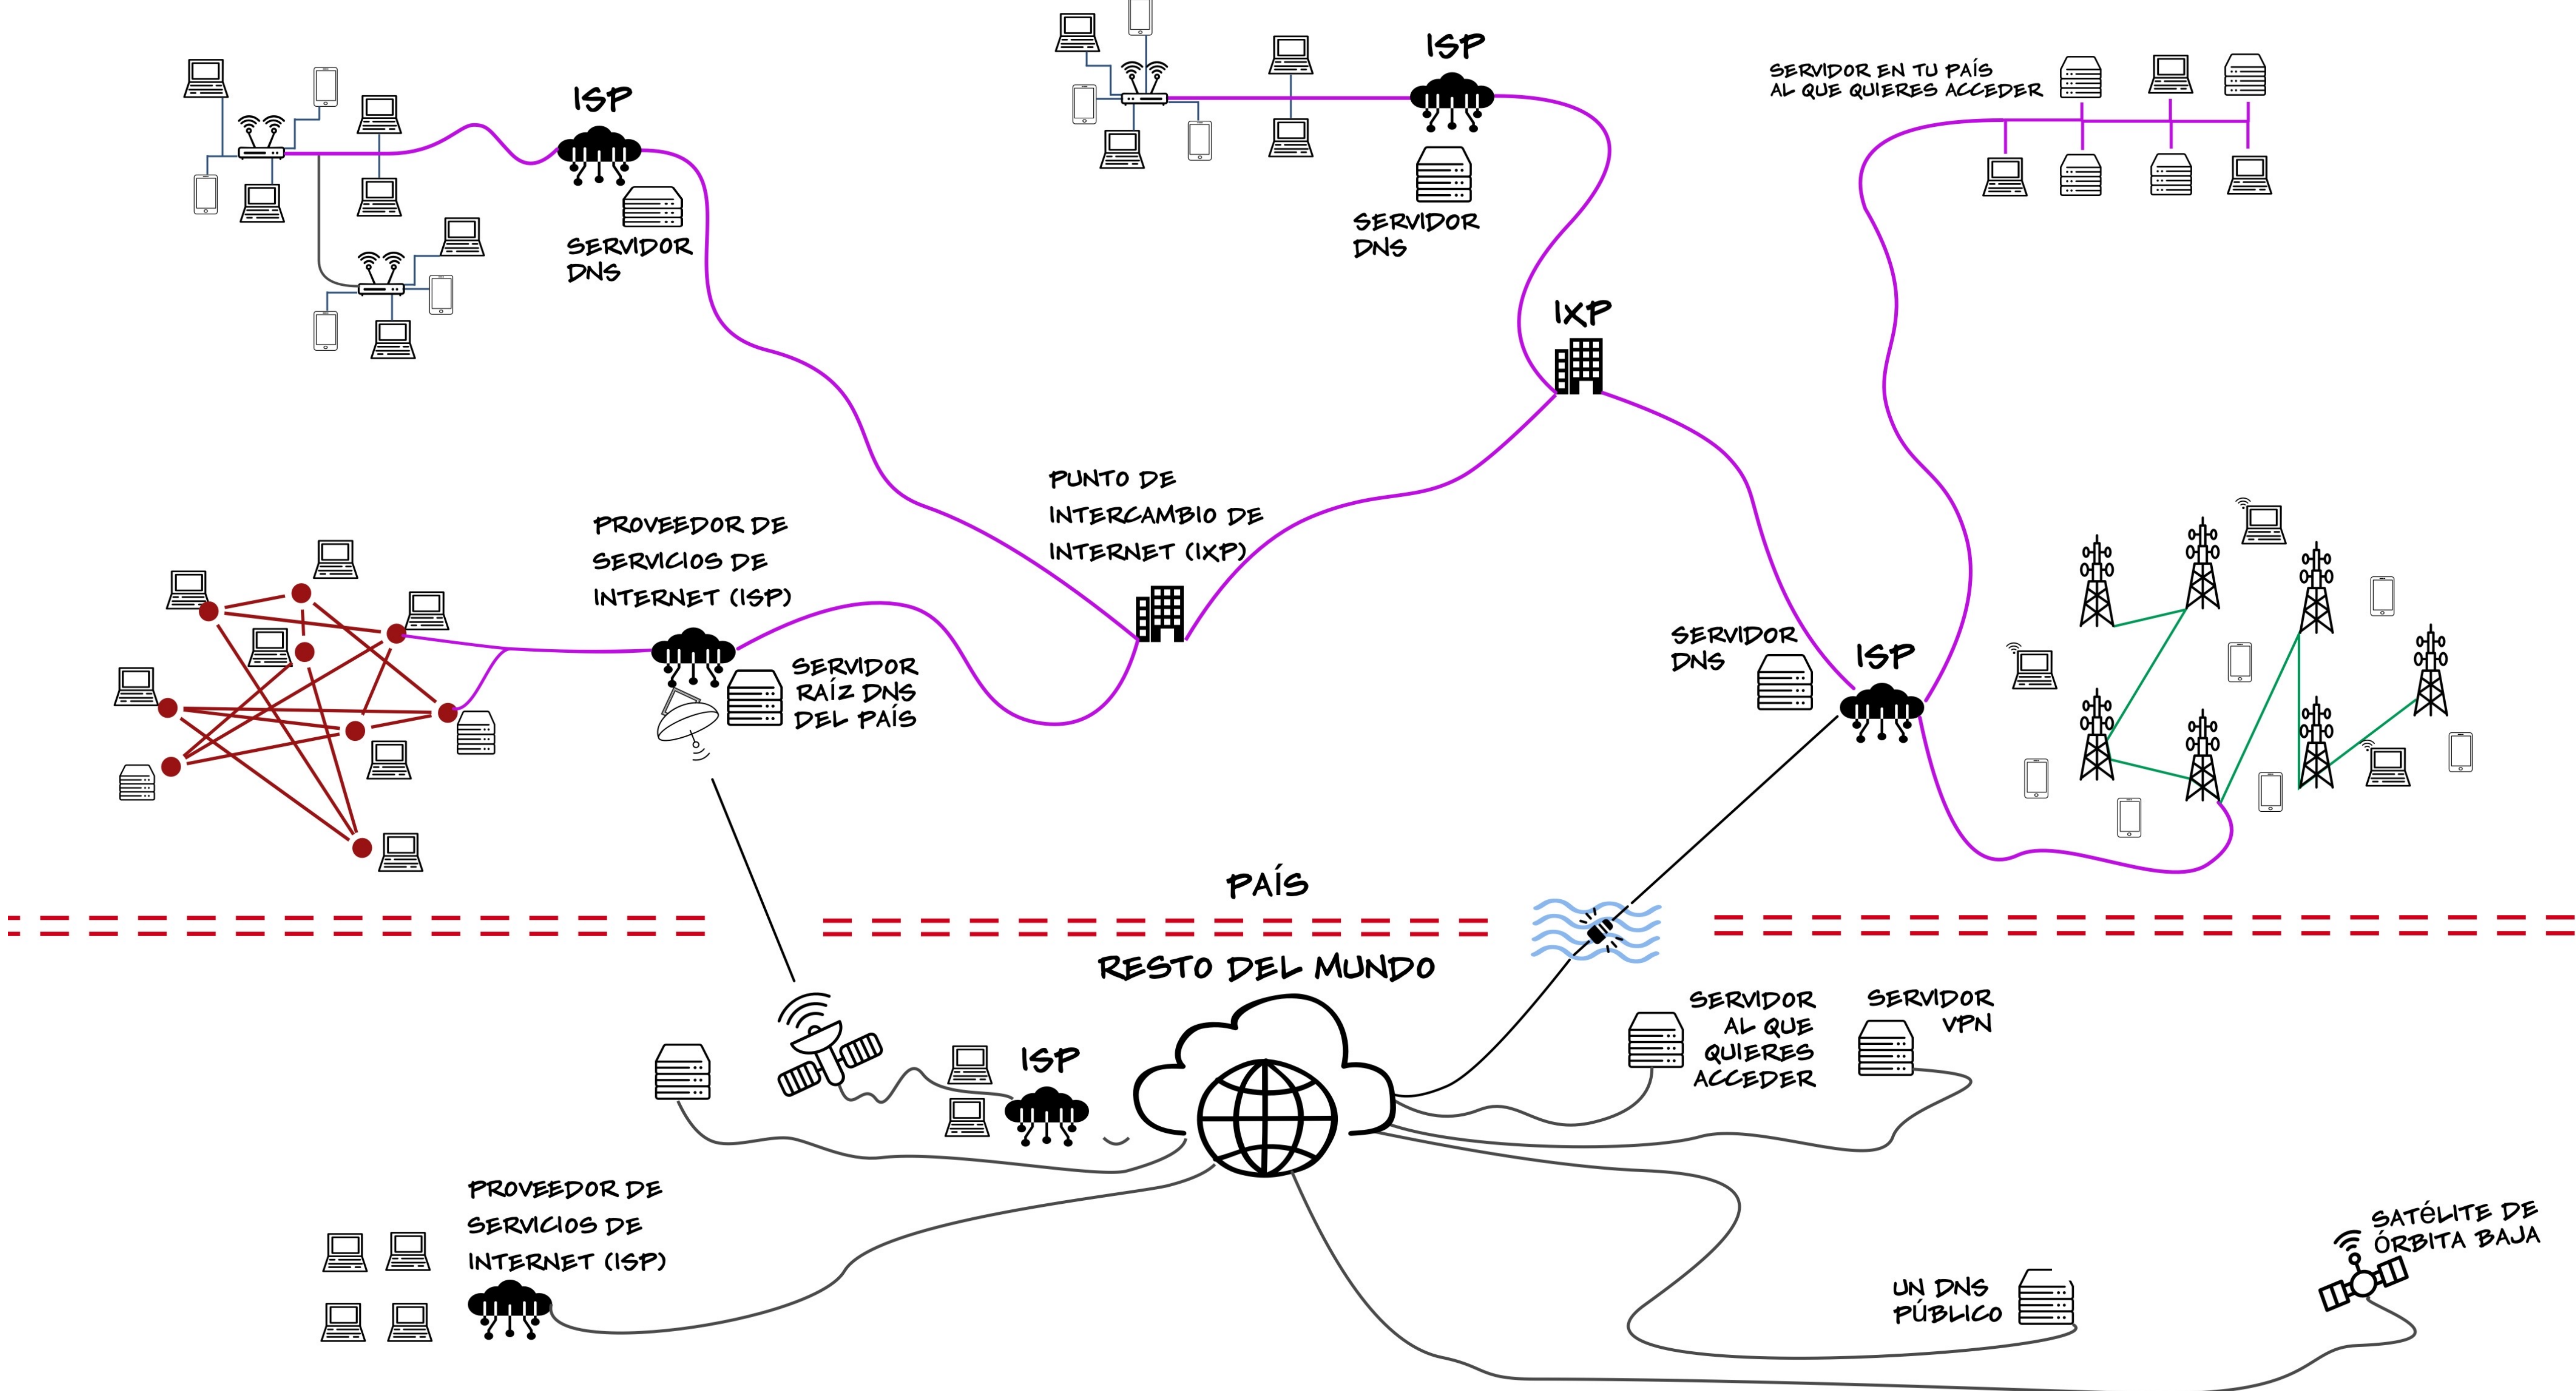 ISP
SERVIDOR
DNS
ISP
SERVIDOR
DNS
SERVIDOR EN TU PAÍS
AL QUE QUIERES ACCEDER
IXP
PUNTO DE
INTERCAMBIO DE
INTERNET (IXP)
PROVEEDOR DE
SERVICIOS DE
INTERNET (ISP)
SERVIDOR
RAÍZ DNS
DEL PAÍS
SERVIDOR
DNS
ISP
PAÍS
RESTO DEL MUNDO
ISP
SERVIDOR
AL QUE
QUIERES
ACCEDER
SERVIDOR
VPN
PROVEEDOR DE
SERVICIOS DE
INTERNET (ISP)
UN DNS
PÚBLICO
SATÉLITE DE
ÓRBITA BAJA